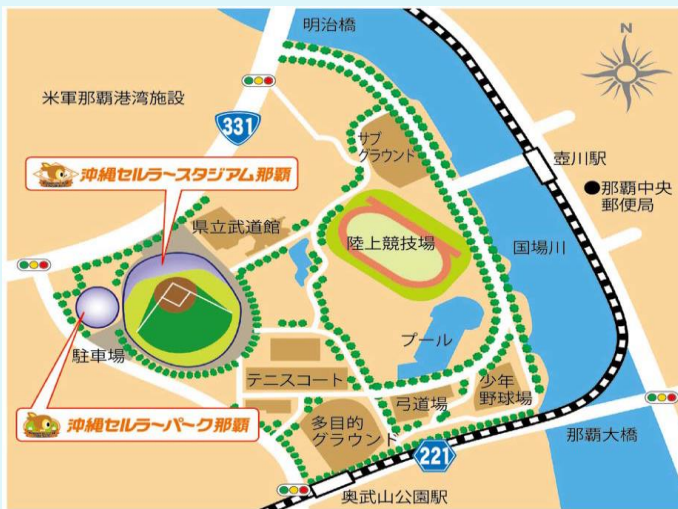 明治橋
N
米軍那覇港湾施設
331
サブ
グラウンド
壺川駅
那覇中央
郵便局
沖縄セルラースタジアム那覇
県立武道館
陸上競技場
国場川
プール
駐車場
テニスコート
弓道場
少年
野球場
沖縄セルラーパーク那覇
多目的
グラウンド
221
那覇大橋
奥武山公園駅